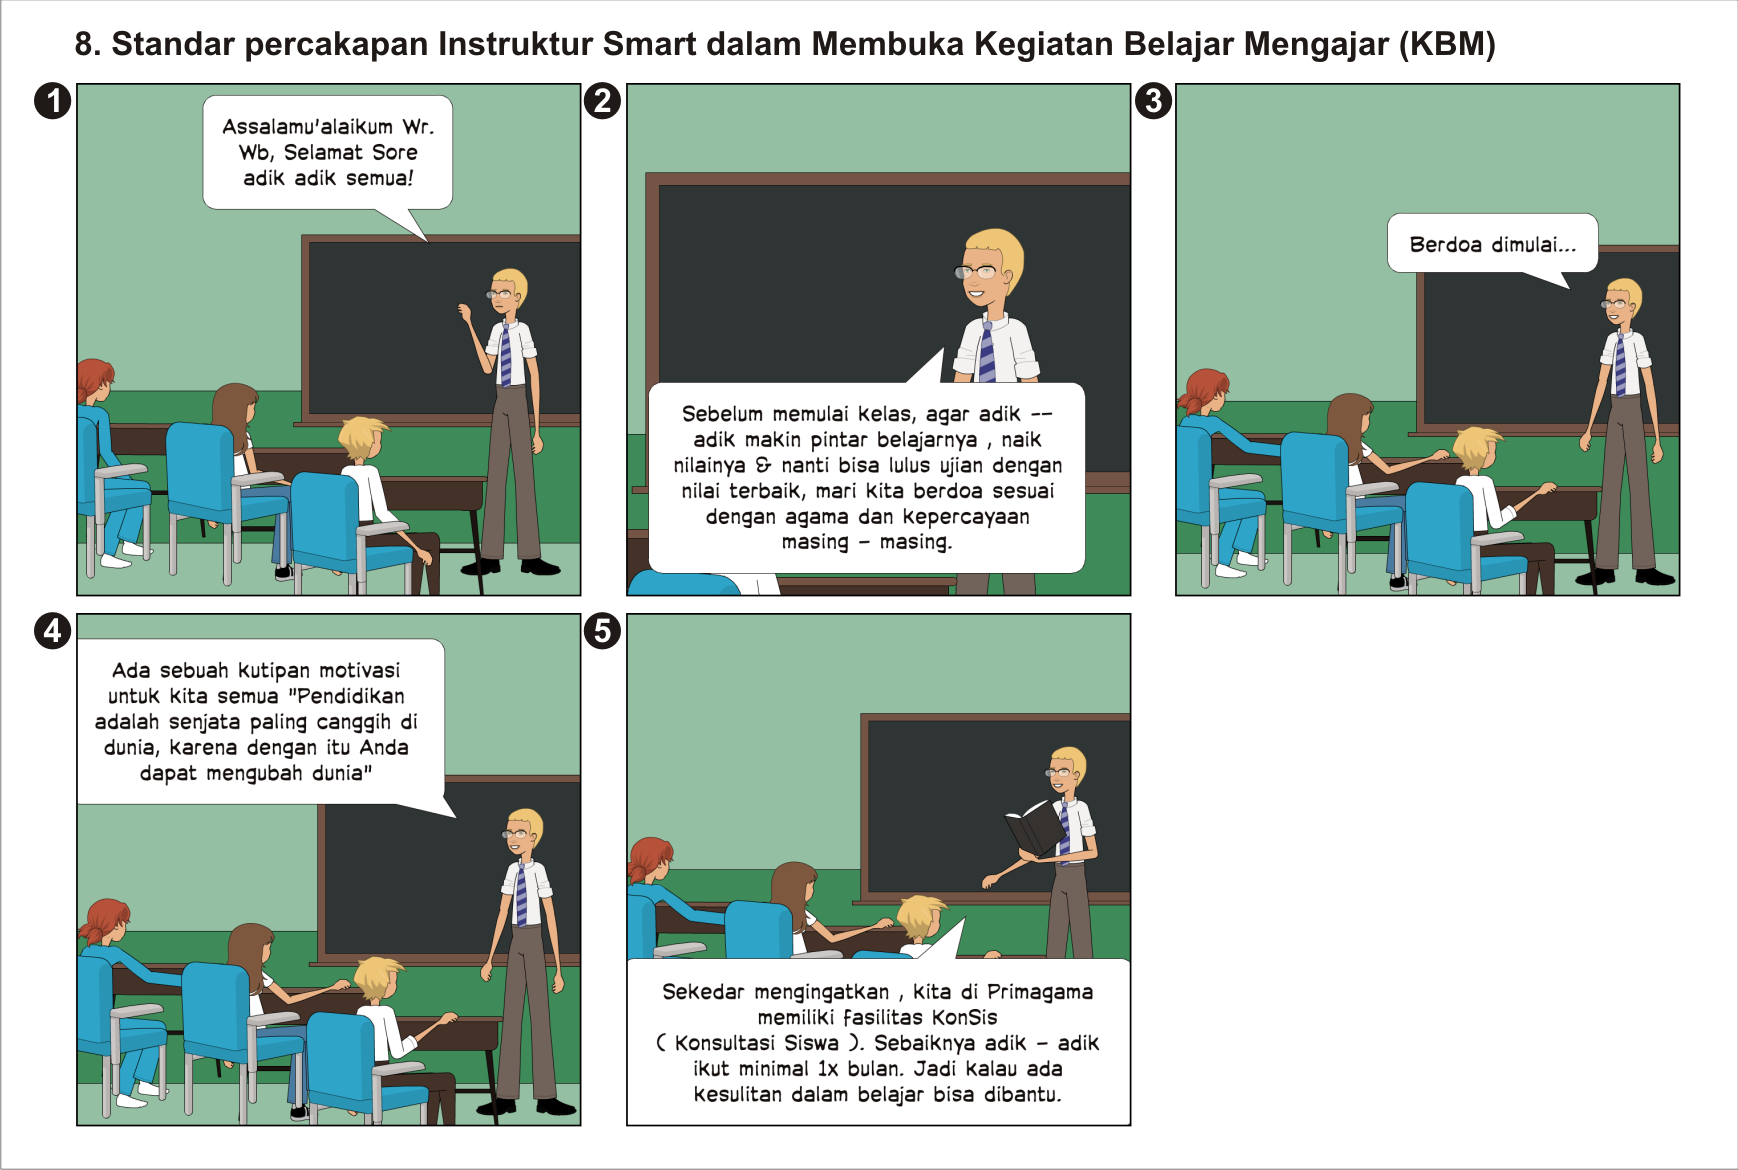 8. Standar percakapan Instruktur Smart dalam Membuka Kegiatan Belajar Mengajar (KBM)
1
Assalamu'alaikum Wr.
Wb, Selamat Sore
adik adik semua!
2
Sebelum memulai kelas, agar adik --
adik makin pintar belajarnya , naik
nilainya & nanti bisa lulus ujian dengan
nilai terbaik, mari kita berdoa sesuai
dengan agama dan kepercayaan
masing - masing.
3
Berdoa dimulai...
4
Ada sebuah kutipan motivasi
untuk kita semua "Pendidikan
adalah senjata paling canggih di
dunia, karena dengan itu Anda
dapat mengubah dunia"
5
Sekedar mengingatkan , kita di Primagama
memiliki fasilitas KonSis
( Konsultasi Siswa ). Sebaiknya adik - adik
ikut minimal 1x bulan. Jadi kalau ada
kesulitan dalam belajar bisa dibantu.